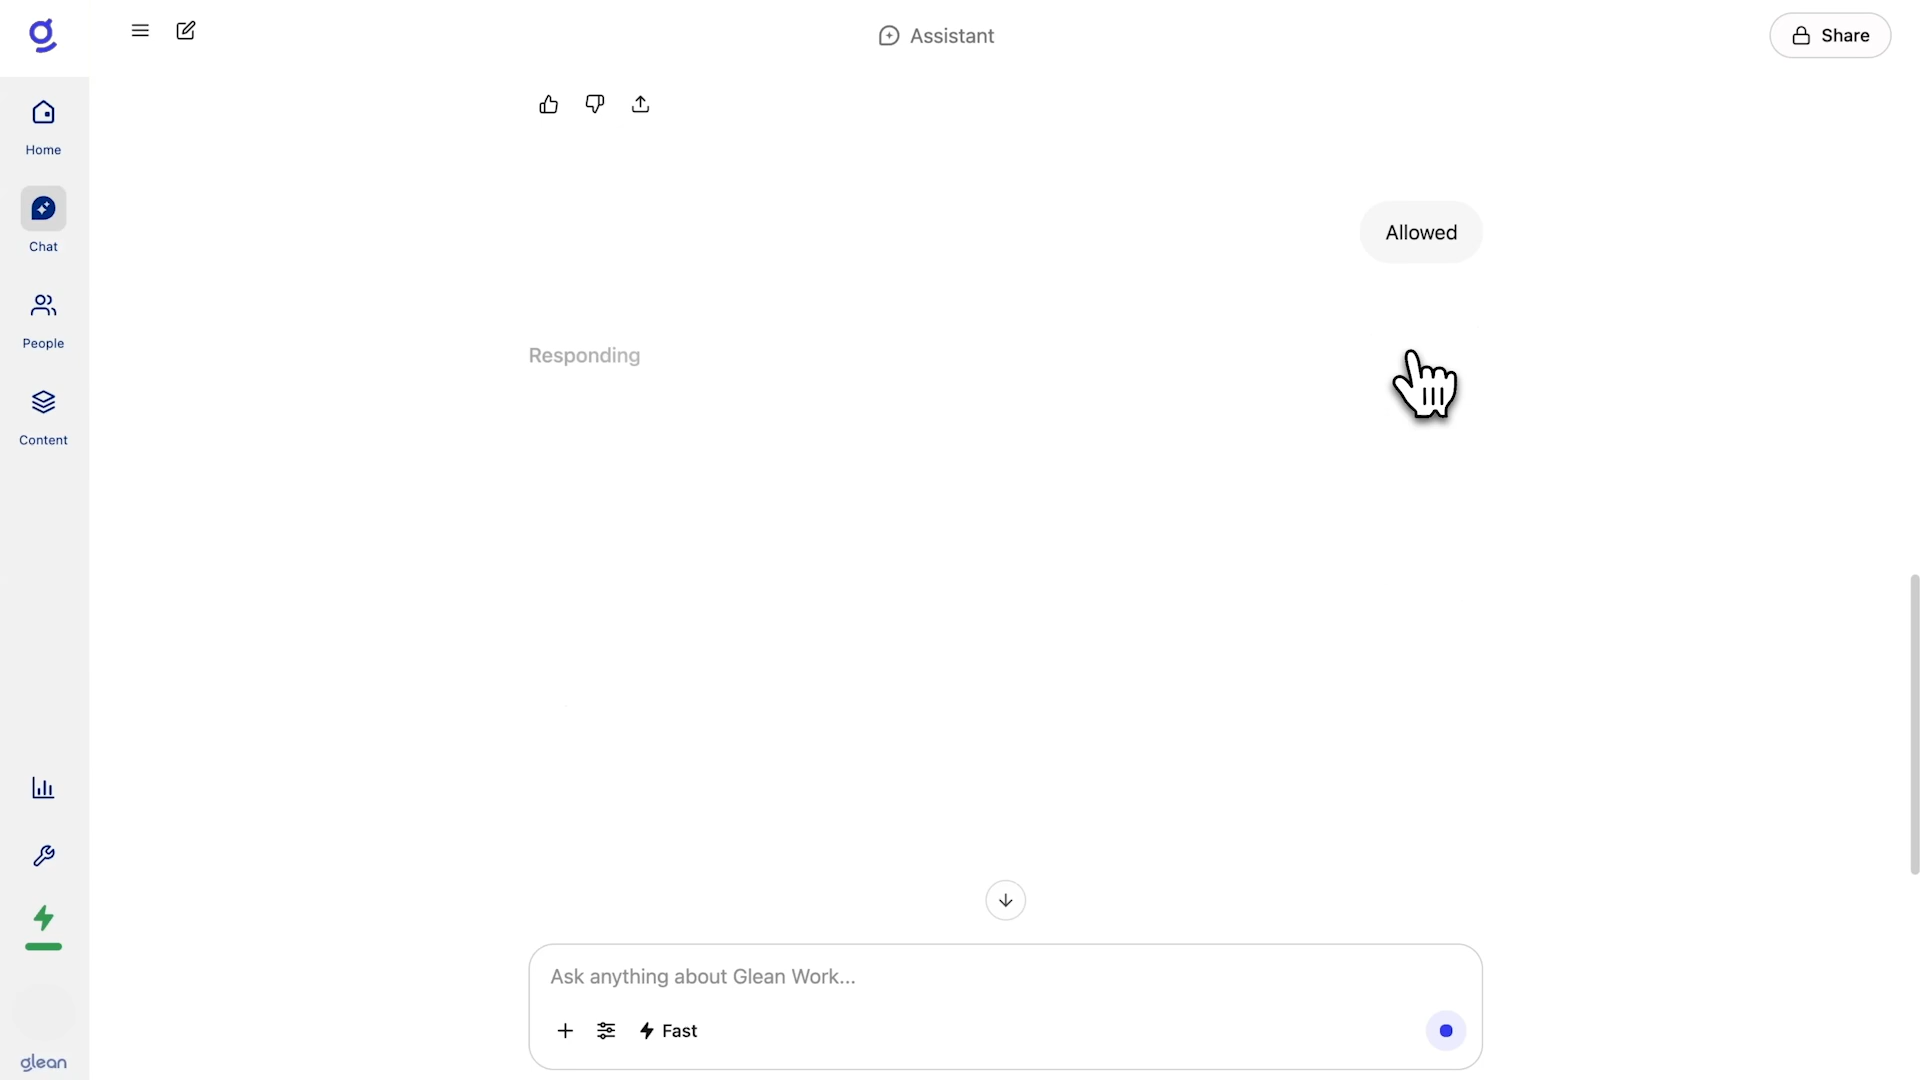 Assistant
Share
Home
Chat
People
Content
Allowed
Responding
Ask anything about Glean Work...
Fast
glean